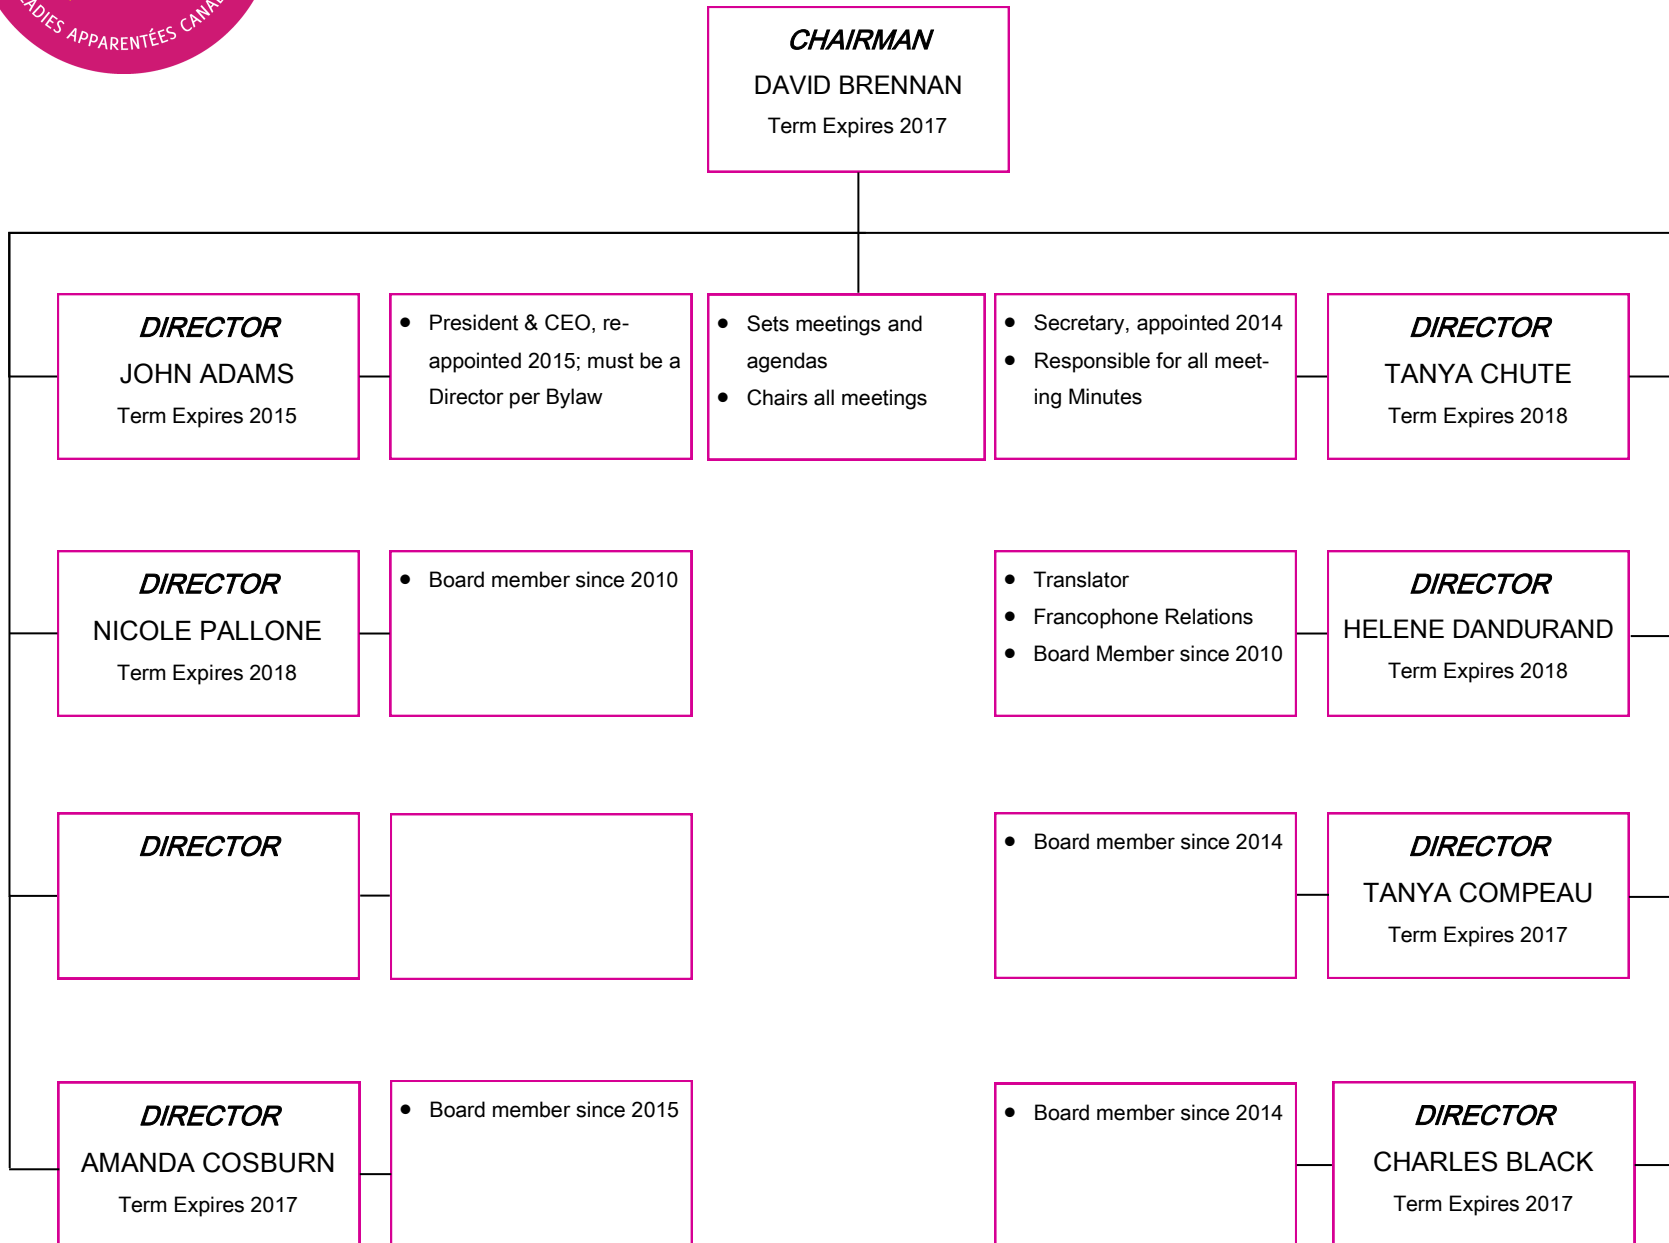 APPARENTÉES
CHAIRMAN
DAVID BRENNAN
Term Expires 2017
DIRECTOR
JOHN ADAMS
Term Expires 2015
• President & CEO, re-
appointed 2015; must be a
Director per Bylaw
• Sets meetings and
agendas
• Chairs all meetings
• Secretary, appointed 2014
• Responsible for all meet-
ing Minutes
DIRECTOR
TANYA CHUTE
Term Expires 2018
DIRECTOR
NICOLE PALLONE
Term Expires 2018
• Board member since 2010
• Translator
• Francophone Relations
• Board Member since 2010
DIRECTOR
HELENE DANDURAND
Term Expires 2018
DIRECTOR
• Board member since 2014
DIRECTOR
TANYA COMPEAU
Term Expires 2017
DIRECTOR
AMANDA COSBURN
Term Expires 2017
• Board member since 2015
• Board member since 2014
DIRECTOR
CHARLES BLACK
Term Expires 2017